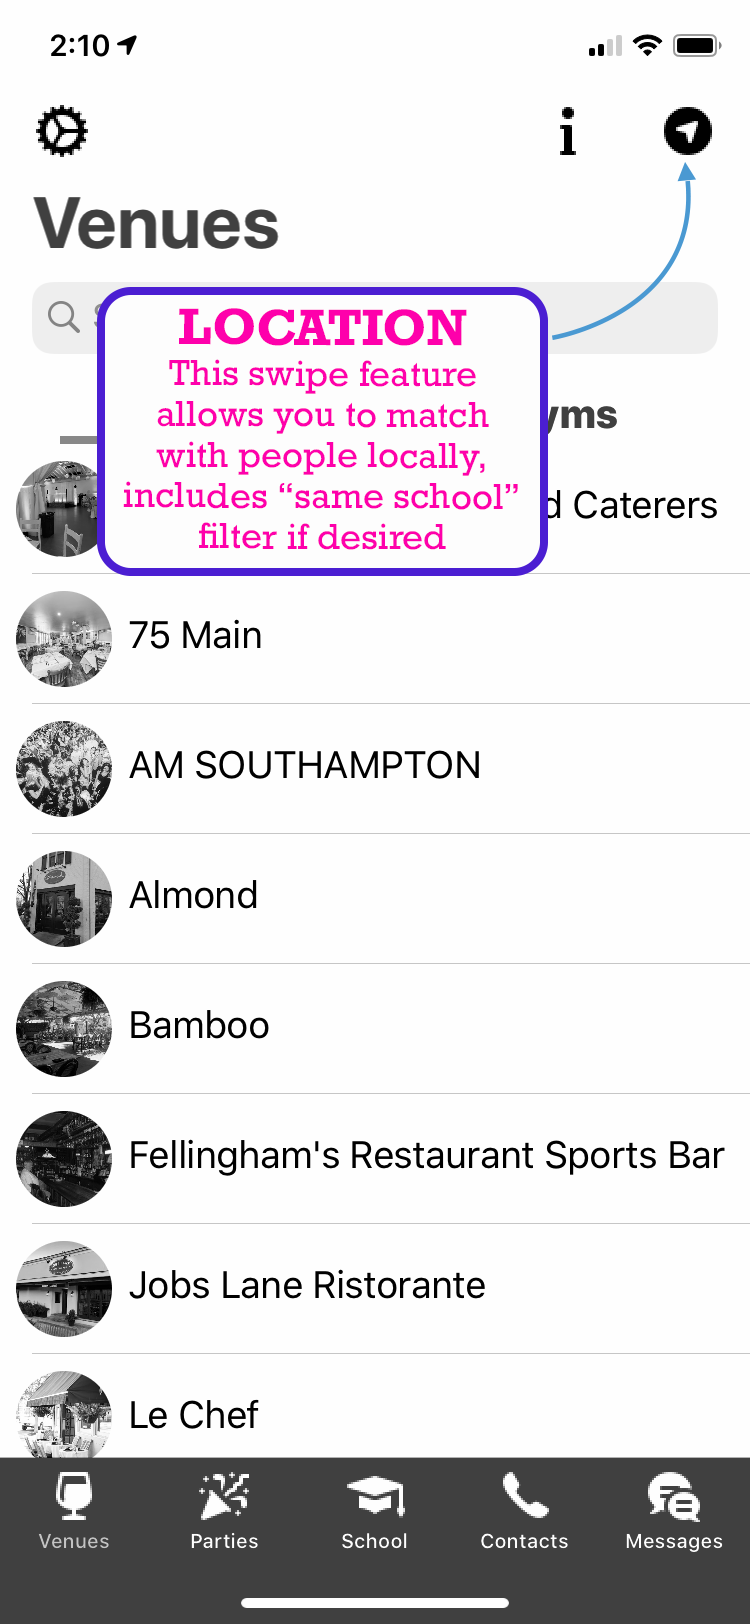 2:10
i
Venues
LOCATION
This swipe feature
allows you to match
with people locally,
includes “same school”
filter if desired
Caterers
75 Main
AM SOUTHAMPTON
Almond
Bamboo
Fellingham's Restaurant Sports Bar
Jobs Lane Ristorante
Le Chef
Venues
Parties
School
Contacts
Messages